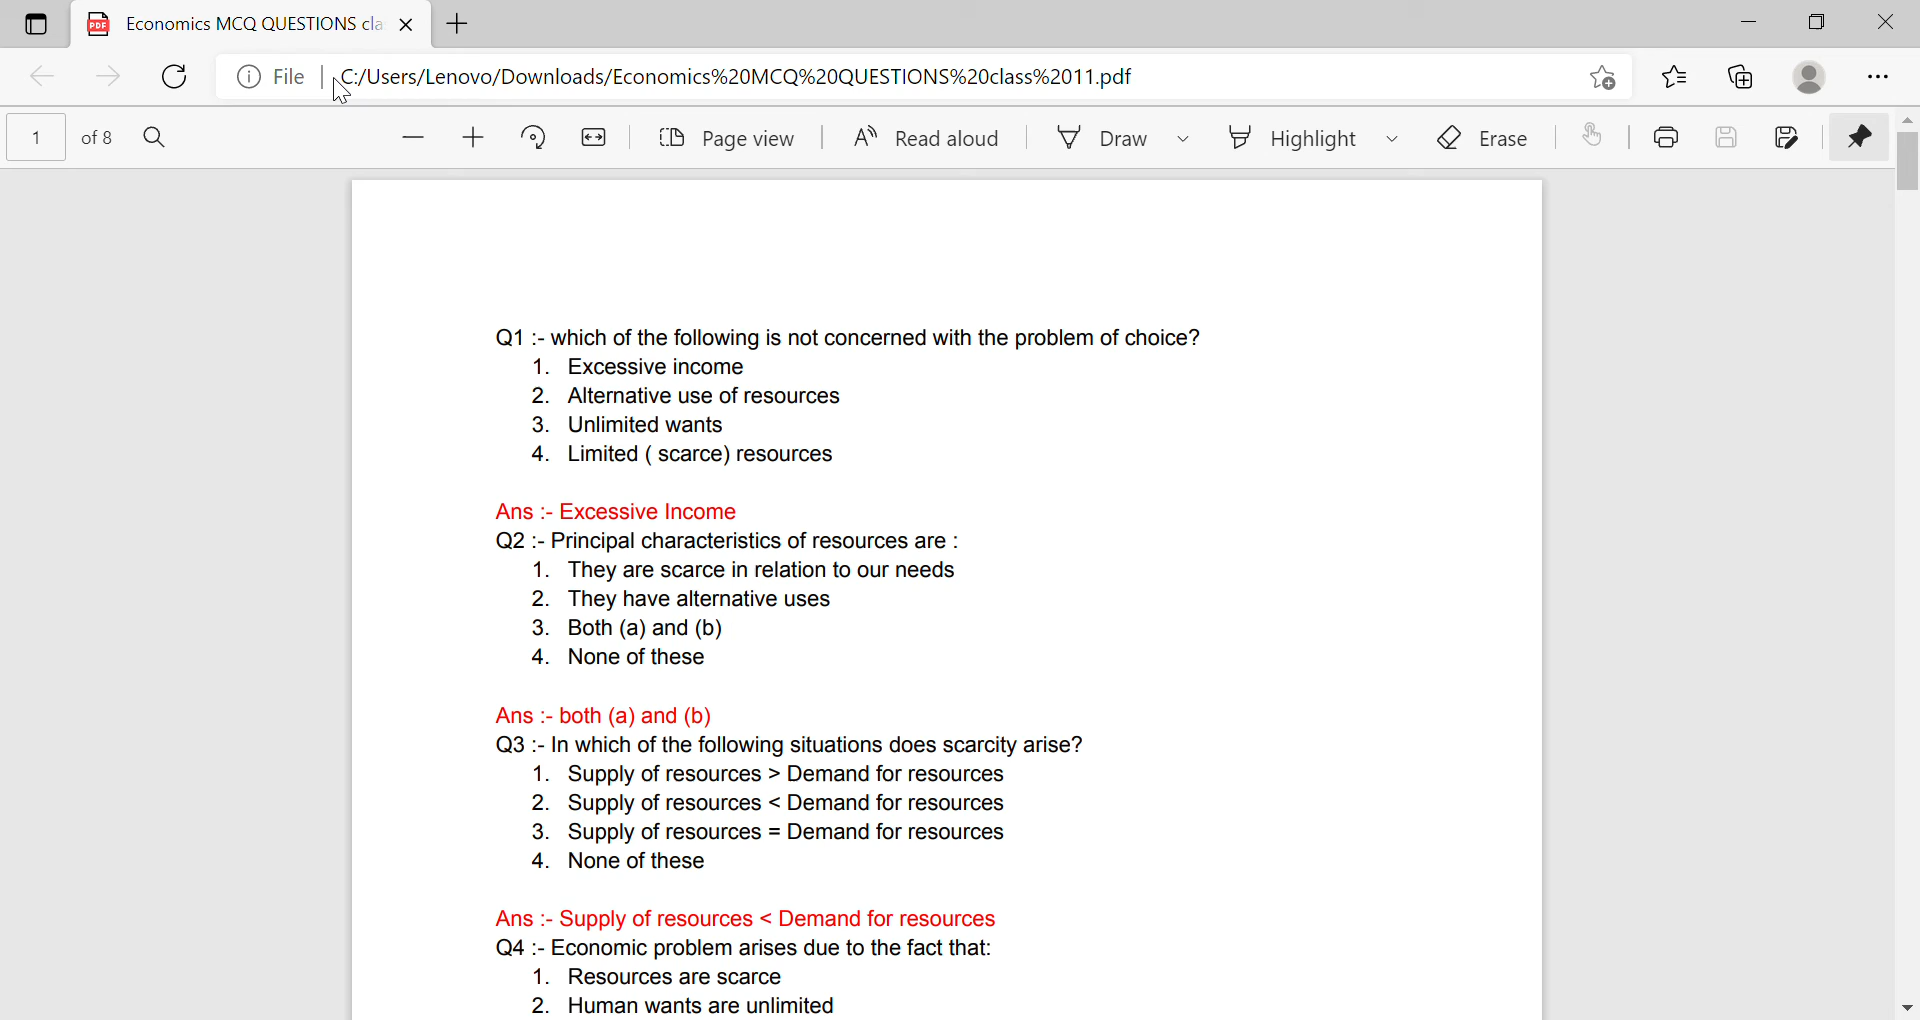 Economics MCQ QUESTIONS cla
File C:/Users/Lenovo/Downloads/Economics%20MCQ%20QUESTIONS%20class%2011.pdf
1 of 8 Page view Read aloud Draw Highlight Erase
Q1 :- which of the following is not concerned with the problem of choice?
1. Excessive income
2. Alternative use of resources
3. Unlimited wants
4. Limited ( scarce) resources
Ans :- Excessive Income
Q2 :- Principal characteristics of resources are :
1. They are scarce in relation to our needs
2. They have alternative uses
3. Both (a) and (b)
4. None of these
Ans :- both (a) and (b)
Q3 :- In which of the following situations does scarcity arise?
1. Supply of resources > Demand for resources
2. Supply of resources < Demand for resources
3. Supply of resources = Demand for resources
4. None of these
Ans :- Supply of resources < Demand for resources
Q4 :- Economic problem arises due to the fact that:
1. Resources are scarce
2. Human wants are unlimited